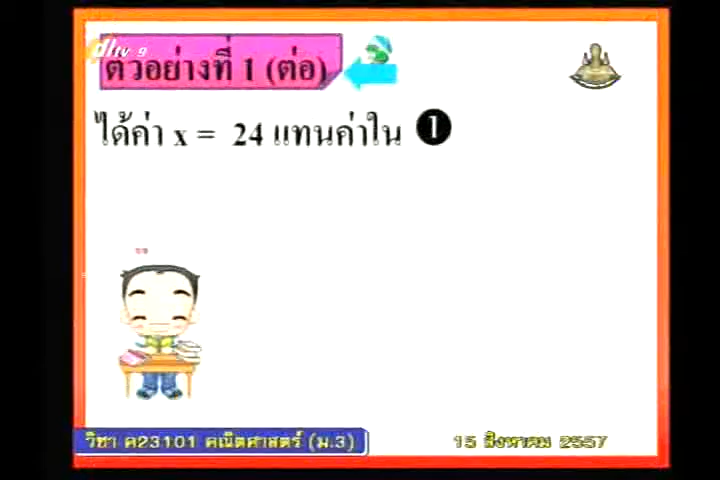 dltv 9
ตัวอย่างที่ 1 (ต่อ)
ได้ค่า x = 24 แทนค่าใน ❶
วิชา ค23101 คณิตศาสตร์ (ม.3)
15 สิงหาคม 2557